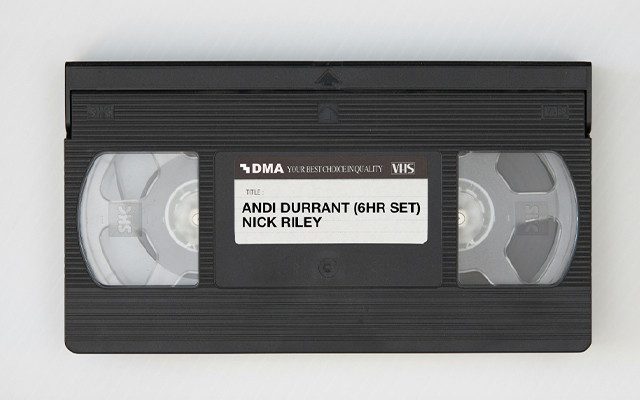 DMA YOUR BEST CHOICE IN QUALITY VHS
TITLE
ANDI DURRANT (6HR SET)
NICK RILEY